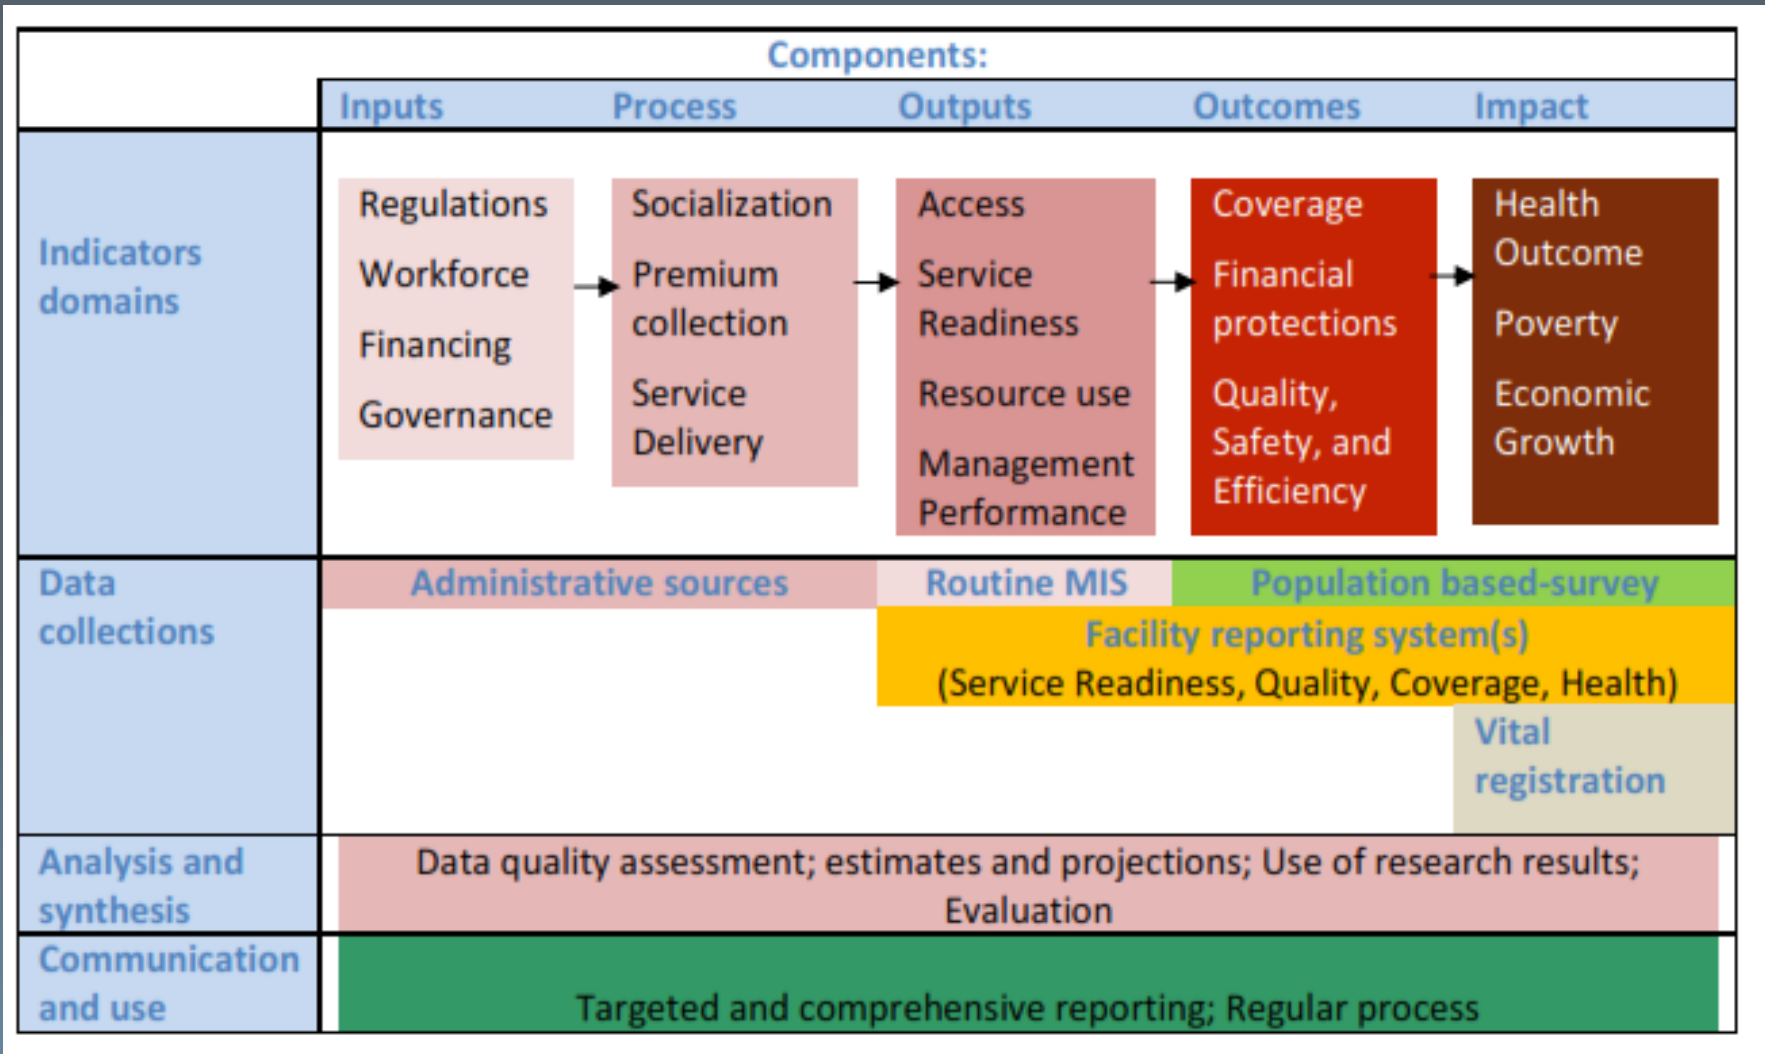 Components:
Inputs Process Outputs Outcomes Impact
Indicators
domains
Regulations
Workforce
Financing
Governance
Socialization
Premium
collection
Service
Delivery
Access
Service
Readiness
Resource use
Management
Performance
Coverage
Financial
protections
Quality,
Safety, and
Efficiency
Health
Outcome
Poverty
Economic
Growth
Data
collections
Administrative sources
Routine MIS
Population based-survey
Facility reporting system(s)
(Service Readiness, Quality, Coverage, Health)
Vital
registration
Analysis and
synthesis
Data quality assessment; estimates and projections; Use of research results;
Evaluation
Communication
and use
Targeted and comprehensive reporting; Regular process